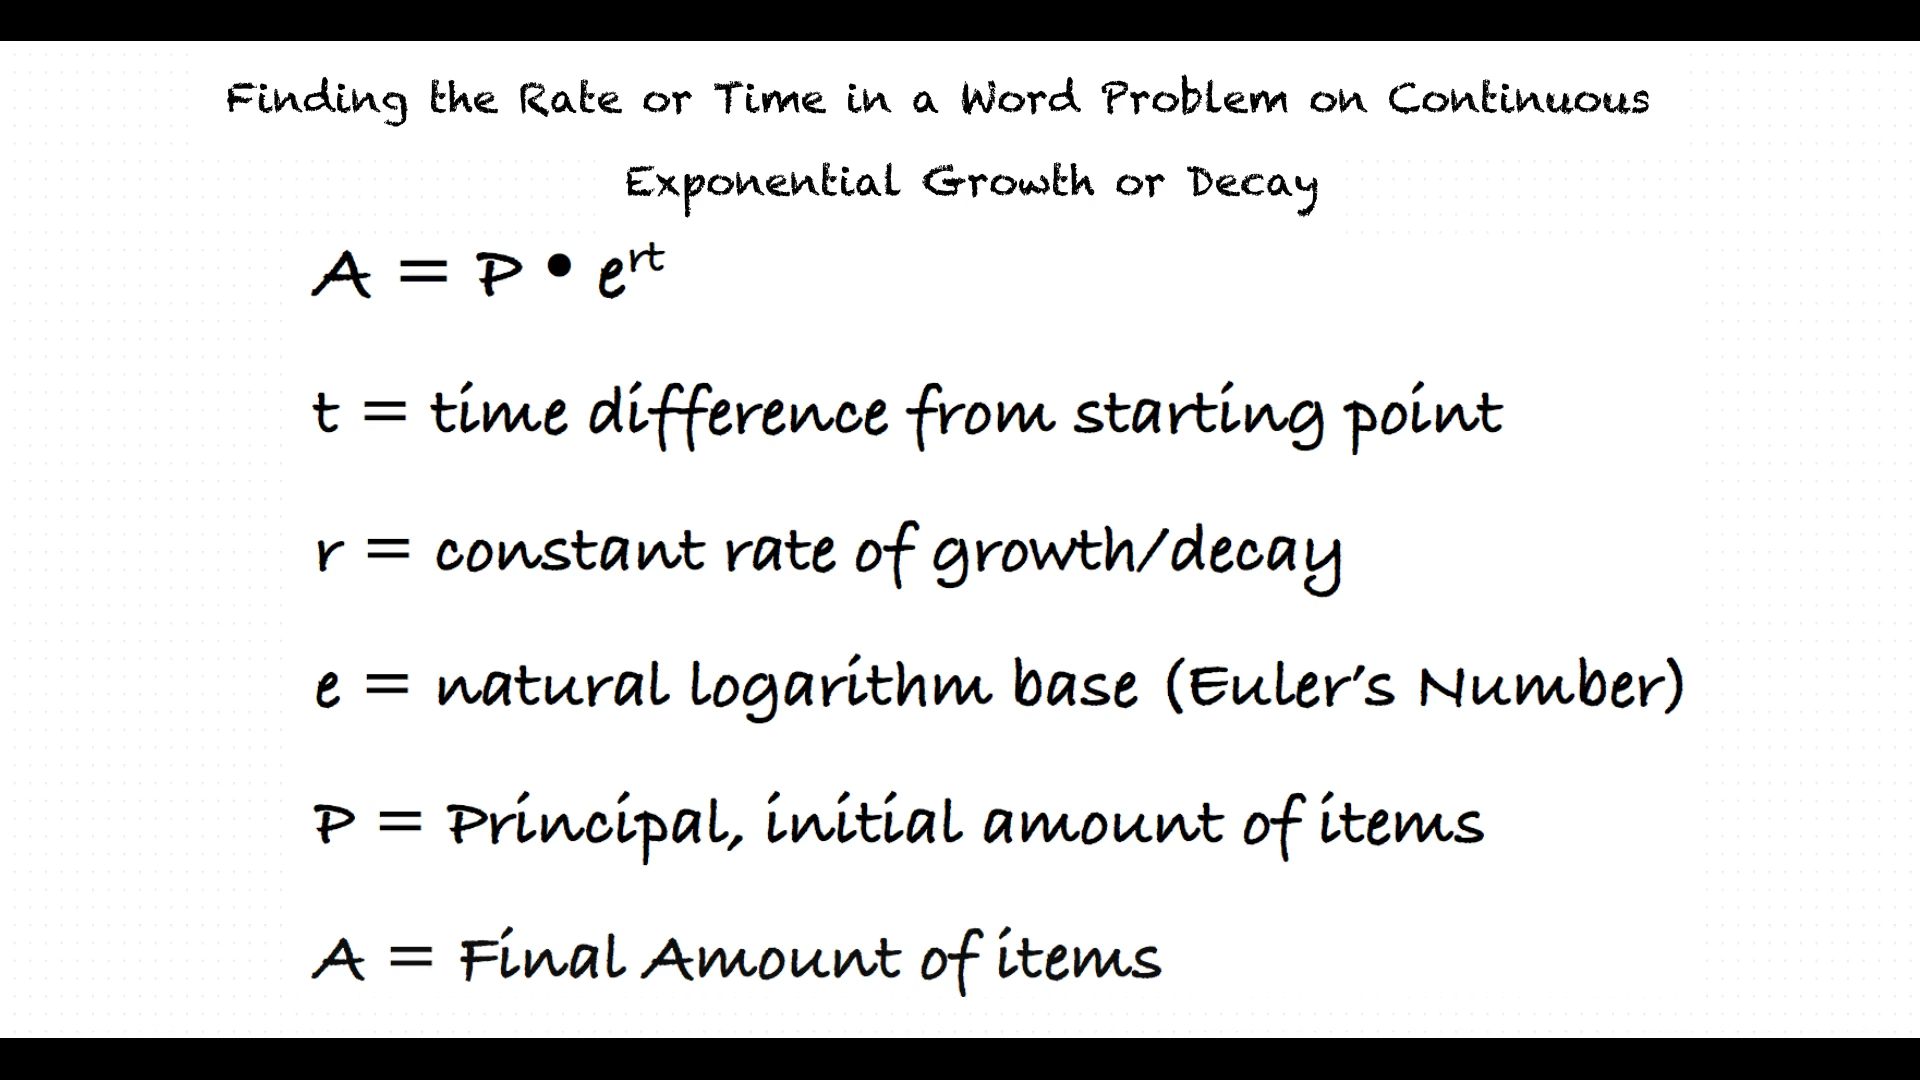 Finding the Rate or Time in a Word Problem on Continuous
Exponential Growth or Decay
A = P • e^rt
t = time difference from starting point
r = constant rate of growth/decay
e = natural logarithm base (Euler's Number)
P = Principal, initial amount of items
A = Final Amount of items